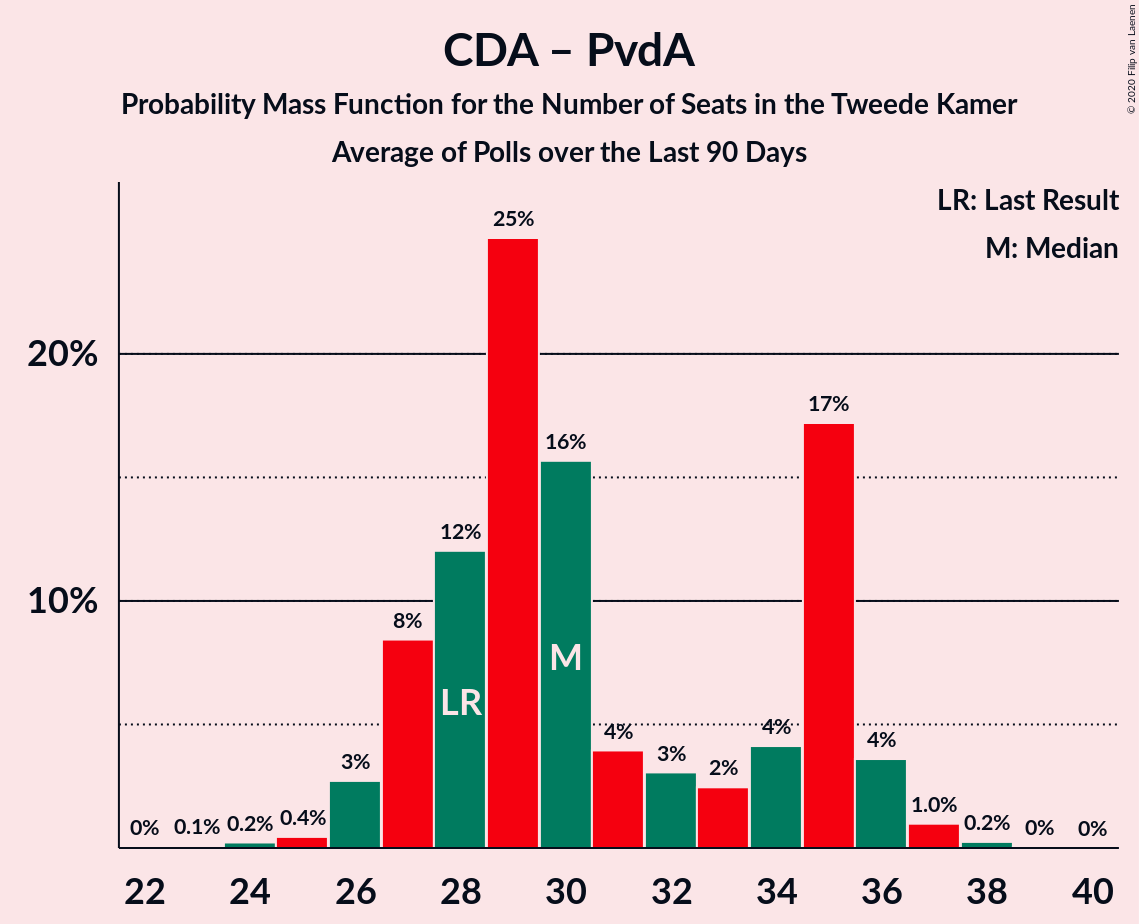 CDA – PvdA
Probability Mass Function for the Number of Seats in the Tweede Kamer
Average of Polls over the Last 90 Days
© 2020 Filip van Laenen
LR: Last Result
M: Median
20%
10%
0% 0.1% 0.2% 0.4% 3% 8% 12% 25% 16% 4% 3% 2% 4% 17% 4% 1.0% 0.2% 0% 0%
LR M
22 24 26 28 30 32 34 36 38 40